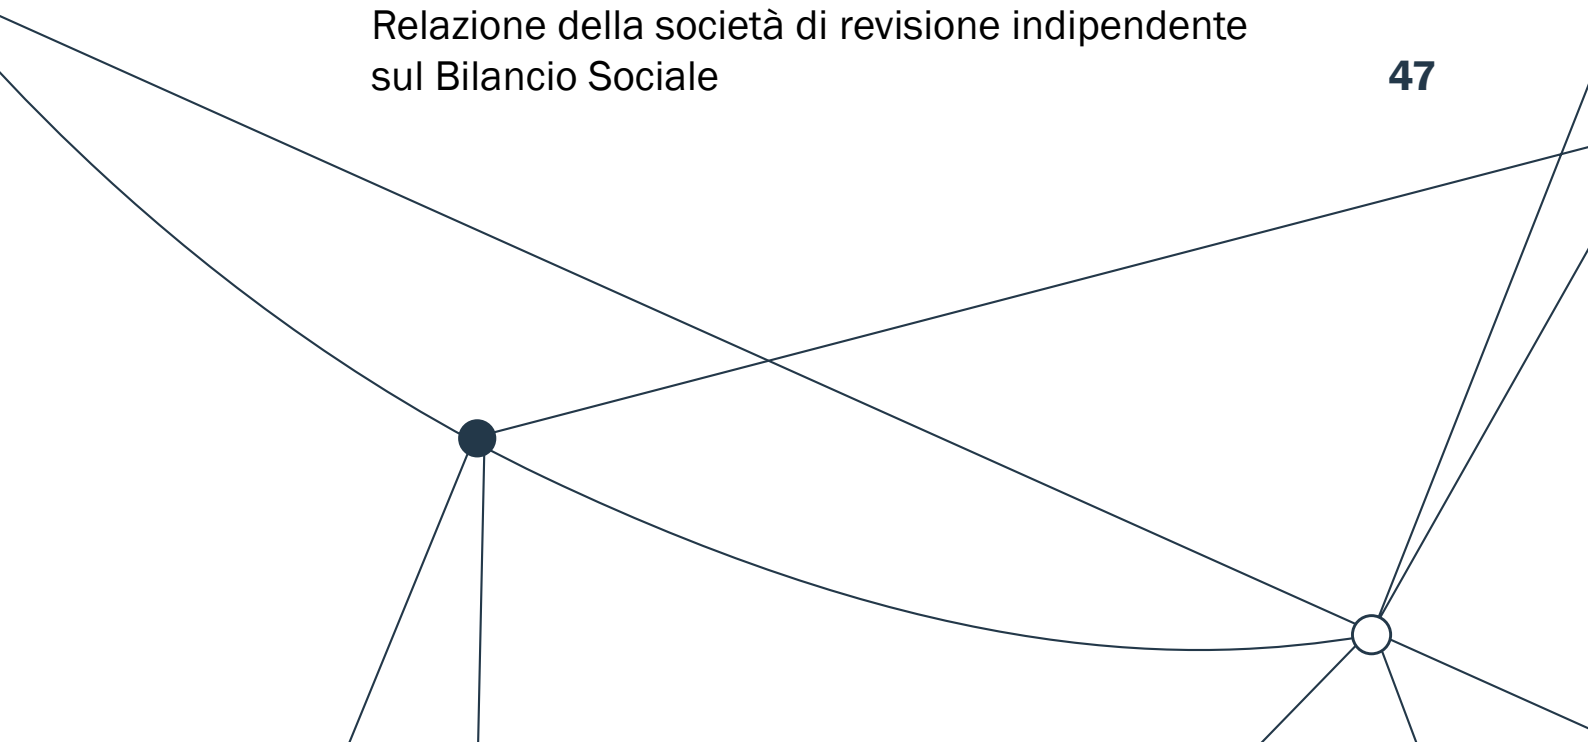 Relazione della società di revisione indipendente
sul Bilancio Sociale 47